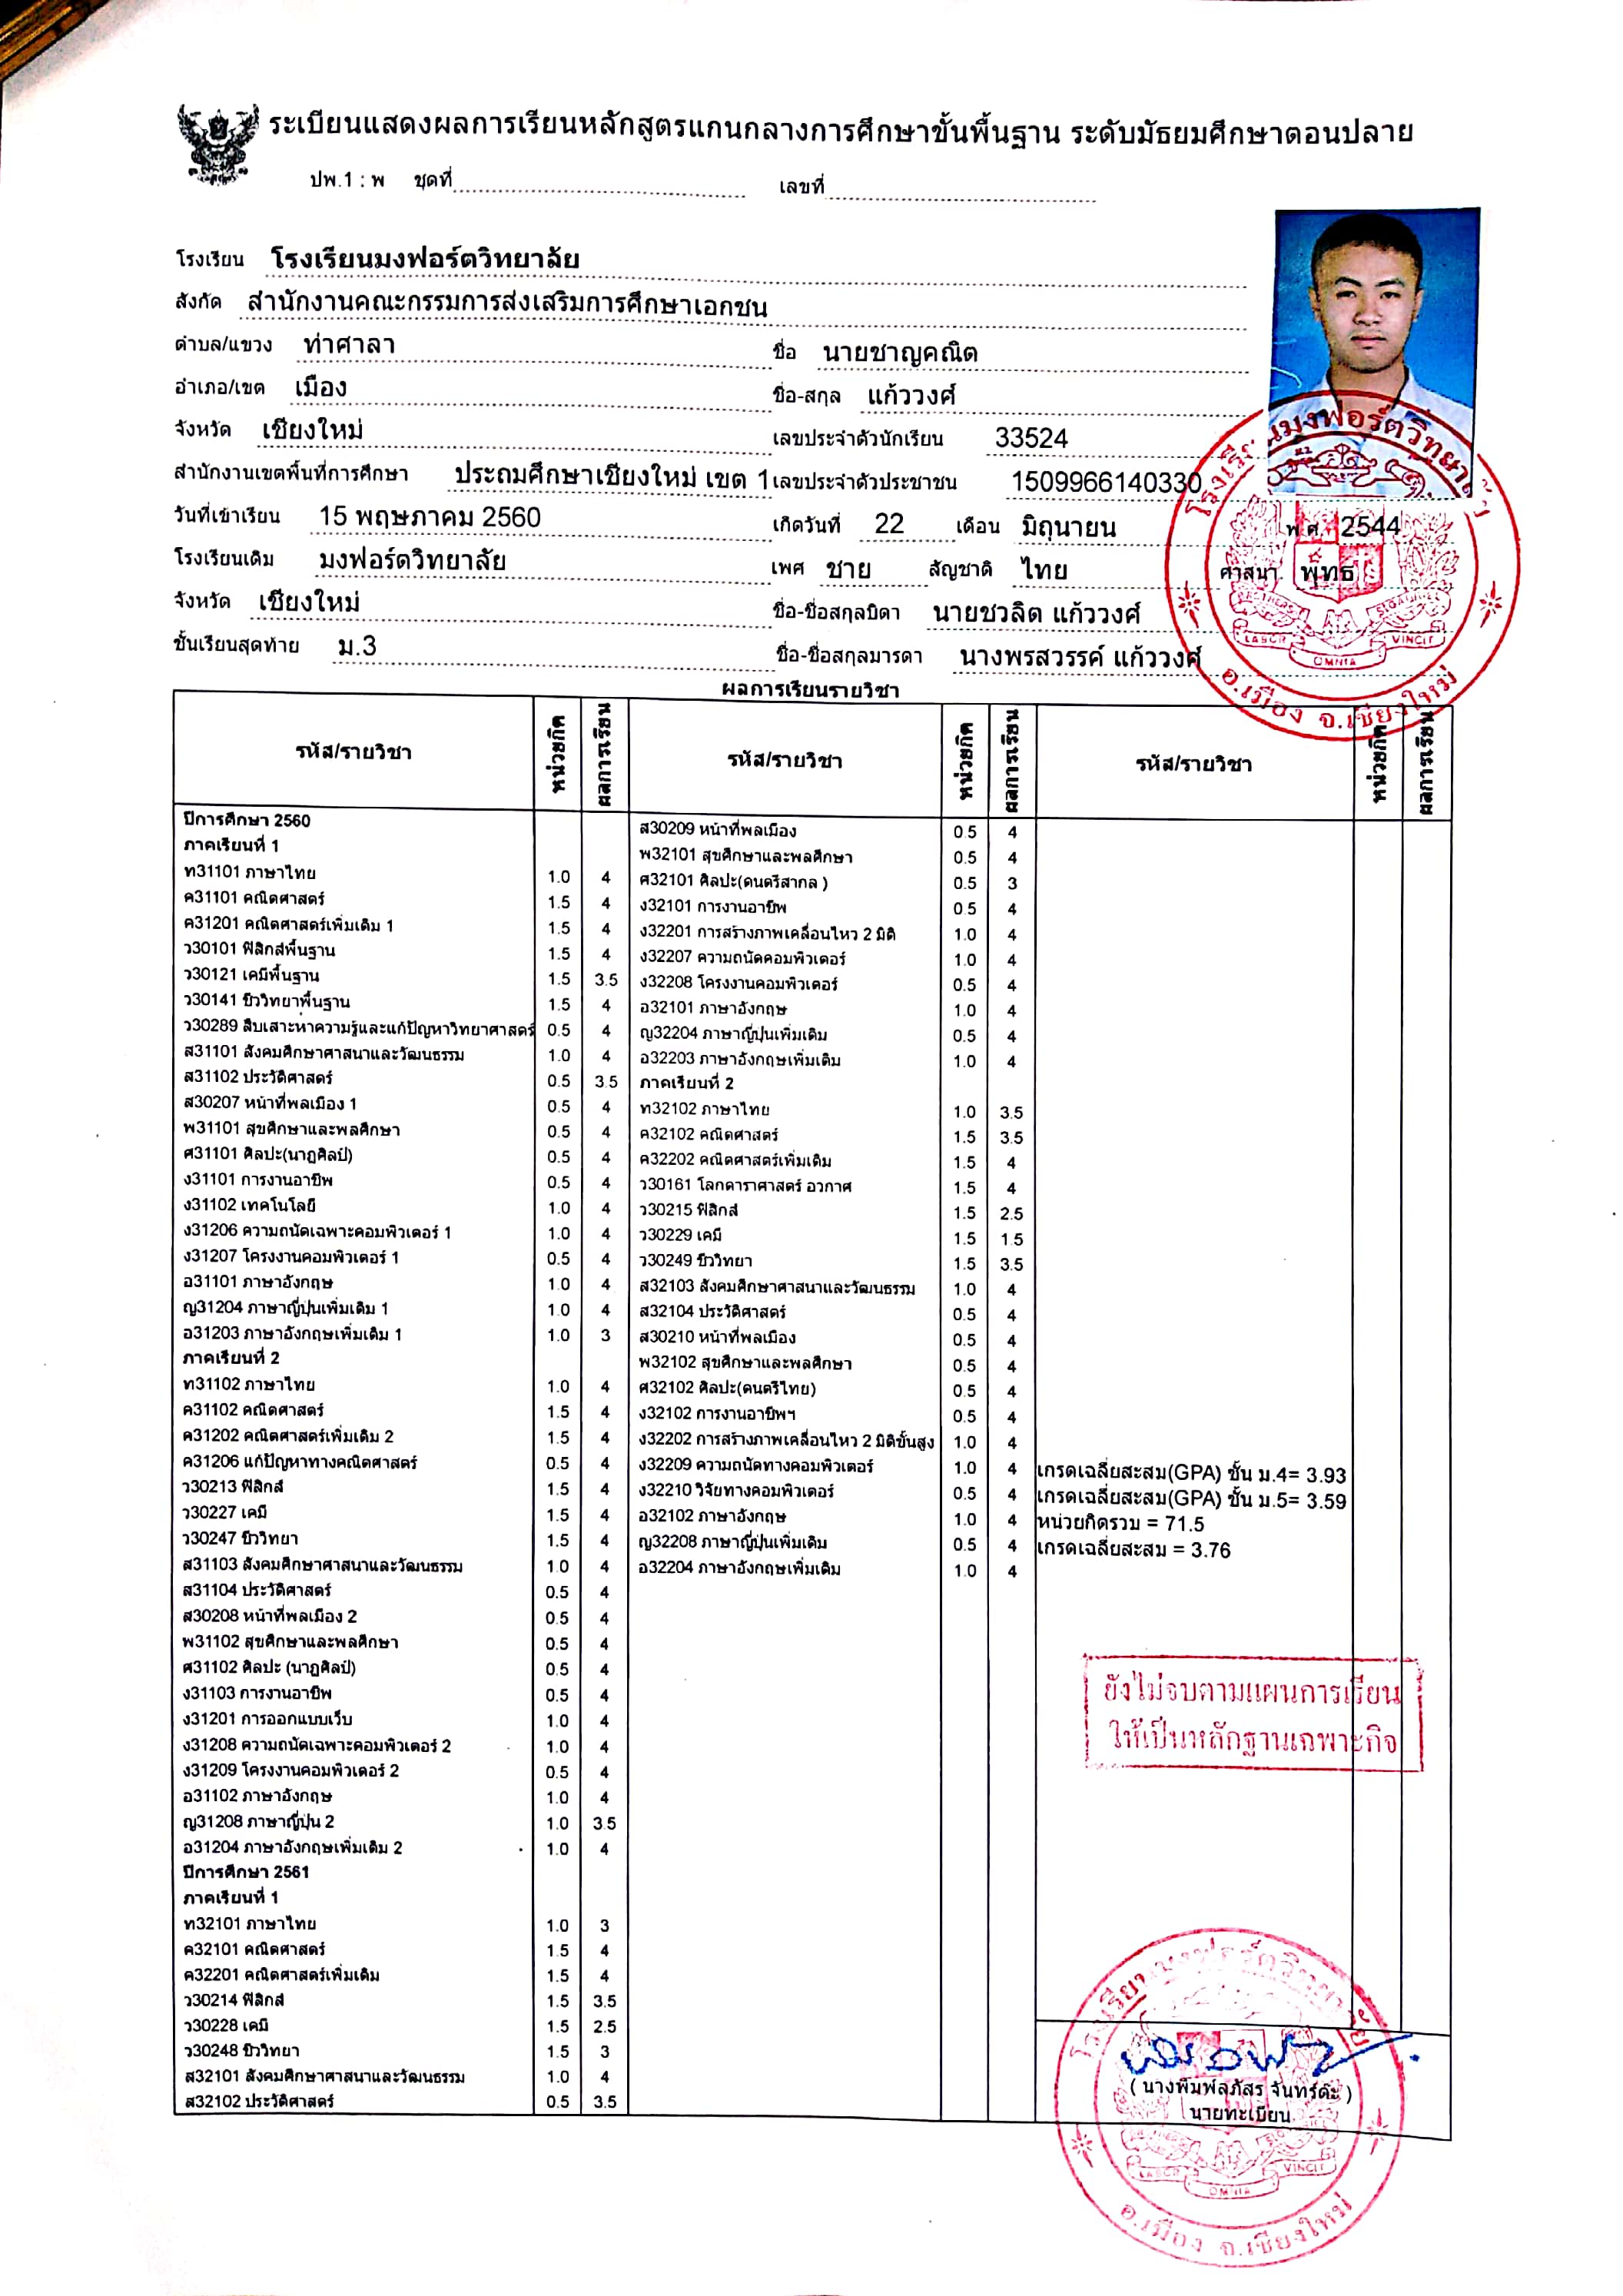 ระเบียนแสดงผลการเรียนหลักสูตรแกนกลางการศึกษาขั้นพื้นฐาน ระดับมัธยมศึกษาตอนปลาย
ปพ.1 : พ ชุดที่ เลขที่
โรงเรียน โรงเรียนมงฟอร์ตวิทยาลัย
สังกัด สำนักงานคณะกรรมการส่งเสริมการศึกษาเอกชน
ตำบล/แขวง ท่าศาลา
อำเภอ/เขต เมือง
จังหวัด เชียงใหม่
สำนักงานเขตพื้นที่การศึกษา ประถมศึกษาเชียงใหม่ เขต 1
วันที่เข้าเรียน 15 พฤษภาคม 2560
โรงเรียนเดิม มงฟอร์ตวิทยาลัย
จังหวัด เชียงใหม่
ชั้นเรียนสุดท้าย ม.3
ชื่อ นายชาญคณิต
ชื่อ-สกุล แก้ววงศ์
เลขประจำตัวนักเรียน 33524
เลขประจำตัวประชาชน 1509966140330
เกิดวันที่ 22 เดือน มิถุนายน พ.ศ. 2544
เพศ ชาย สัญชาติ ไทย ศาสนา พุทธ
ชื่อ-ชื่อสกุลบิดา นายชวลิต แก้ววงศ์
ชื่อ-ชื่อสกุลมารดา นางพรสวรรค์ แก้ววงศ์
โรงเรียนมงฟอร์ตวิทยาลัย
LABOR OMNIA VINCIT
อ.เมือง จ.เชียงใหม่
ผลการเรียนรายวิชา
รหัส/รายวิชา หน่วยกิต ผลการเรียน รหัส/รายวิชา หน่วยกิต ผลการเรียน รหัส/รายวิชา หน่วยกิต ผลการเรียน
ปีการศึกษา 2560
ภาคเรียนที่ 1
ท31101 ภาษาไทย 1.0 4
ค31101 คณิตศาสตร์ 1.5 4
ค31201 คณิตศาสตร์เพิ่มเติม 1 1.5 4
ว30101 ฟิสิกส์พื้นฐาน 1.5 4
ว30121 เคมีพื้นฐาน 1.5 3.5
ว30141 ชีววิทยาพื้นฐาน 1.5 4
ว30289 สืบเสาะหาความรู้และแก้ปัญหาวิทยาศาสตร์ 0.5 4
ส31101 สังคมศึกษาศาสนาและวัฒนธรรม 1.0 4
ส31102 ประวัติศาสตร์ 0.5 3.5
ส30207 หน้าที่พลเมือง 1 0.5 4
พ31101 สุขศึกษาและพลศึกษา 0.5 4
ศ31101 ศิลปะ(นาฏศิลป์) 0.5 4
ง31101 การงานอาชีพ 0.5 4
ง31102 เทคโนโลยี 1.0 4
ง31206 ความถนัดเฉพาะคอมพิวเตอร์ 1 1.0 4
ง31207 โครงงานคอมพิวเตอร์ 1 0.5 4
อ31101 ภาษาอังกฤษ 1.0 4
ญ31204 ภาษาญี่ปุ่นเพิ่มเติม 1 1.0 4
อ31203 ภาษาอังกฤษเพิ่มเติม 1 1.0 3
ภาคเรียนที่ 2
ท31102 ภาษาไทย 1.0 4
ค31102 คณิตศาสตร์ 1.5 4
ค31202 คณิตศาสตร์เพิ่มเติม 2 1.5 4
ค31206 แก้ปัญหาทางคณิตศาสตร์ 0.5 4
ว30213 ฟิสิกส์ 1.5 4
ว30227 เคมี 1.5 4
ว30247 ชีววิทยา 1.5 4
ส31103 สังคมศึกษาศาสนาและวัฒนธรรม 1.0 4
ส31104 ประวัติศาสตร์ 0.5 4
ส30208 หน้าที่พลเมือง 2 0.5 4
พ31102 สุขศึกษาและพลศึกษา 0.5 4
ศ31102 ศิลปะ (นาฏศิลป์) 0.5 4
ง31103 การงานอาชีพ 0.5 4
ง31201 การออกแบบเว็บ 1.0 4
ง31208 ความถนัดเฉพาะคอมพิวเตอร์ 2 1.0 4
ง31209 โครงงานคอมพิวเตอร์ 2 0.5 4
อ31102 ภาษาอังกฤษ 1.0 4
ญ31208 ภาษาญี่ปุ่น 2 1.0 3.5
อ31204 ภาษาอังกฤษเพิ่มเติม 2 1.0 4
ปีการศึกษา 2561
ภาคเรียนที่ 1
ท32101 ภาษาไทย 1.0 3
ค32101 คณิตศาสตร์ 1.5 4
ค32201 คณิตศาสตร์เพิ่มเติม 1.5 4
ว30214 ฟิสิกส์ 1.5 3.5
ว30228 เคมี 1.5 2.5
ว30248 ชีววิทยา 1.5 3
ส32101 สังคมศึกษาศาสนาและวัฒนธรรม 1.0 4
ส32102 ประวัติศาสตร์ 0.5 3.5
ส30209 หน้าที่พลเมือง 0.5 4
พ32101 สุขศึกษาและพลศึกษา 0.5 4
ศ32101 ศิลปะ(ดนตรีสากล ) 0.5 3
ง32101 การงานอาชีพ 0.5 4
ง32201 การสร้างภาพเคลื่อนไหว 2 มิติ 1.0 4
ง32207 ความถนัดคอมพิวเตอร์ 1.0 4
ง32208 โครงงานคอมพิวเตอร์ 0.5 4
อ32101 ภาษาอังกฤษ 1.0 4
ญ32204 ภาษาญี่ปุ่นเพิ่มเติม 0.5 4
อ32203 ภาษาอังกฤษเพิ่มเติม 1.0 4
ภาคเรียนที่ 2
ท32102 ภาษาไทย 1.0 3.5
ค32102 คณิตศาสตร์ 1.5 3.5
ค32202 คณิตศาสตร์เพิ่มเติม 1.5 4
ว30161 โลกดาราศาสตร์ อวกาศ 1.5 4
ว30215 ฟิสิกส์ 1.5 2.5
ว30229 เคมี 1.5 1.5
ว30249 ชีววิทยา 1.5 3.5
ส32103 สังคมศึกษาศาสนาและวัฒนธรรม 1.0 4
ส32104 ประวัติศาสตร์ 0.5 4
ส30210 หน้าที่พลเมือง 0.5 4
พ32102 สุขศึกษาและพลศึกษา 0.5 4
ศ32102 ศิลปะ(ดนตรีไทย) 0.5 4
ง32102 การงานอาชีพฯ 0.5 4
ง32202 การสร้างภาพเคลื่อนไหว 2 มิติขั้นสูง 1.0 4
ง32209 ความถนัดทางคอมพิวเตอร์ 1.0 4
ง32210 วิจัยทางคอมพิวเตอร์ 0.5 4
อ32102 ภาษาอังกฤษ 1.0 4
ญ32208 ภาษาญี่ปุ่นเพิ่มเติม 0.5 4
อ32204 ภาษาอังกฤษเพิ่มเติม 1.0 4
เกรดเฉลี่ยสะสม(GPA) ชั้น ม.4= 3.93
เกรดเฉลี่ยสะสม(GPA) ชั้น ม.5= 3.59
หน่วยกิตรวม = 71.5
เกรดเฉลี่ยสะสม = 3.76
ยังไม่จบตามแผนการเรียน
ให้เป็นหลักฐานเฉพาะกิจ
( นางพิมพ์ลภัสร จันทร์ต๊ะ )
นายทะเบียน
โรงเรียนมงฟอร์ตวิทยาลัย
LABOR OMNIA VINCIT
อ.เมือง จ.เชียงใหม่